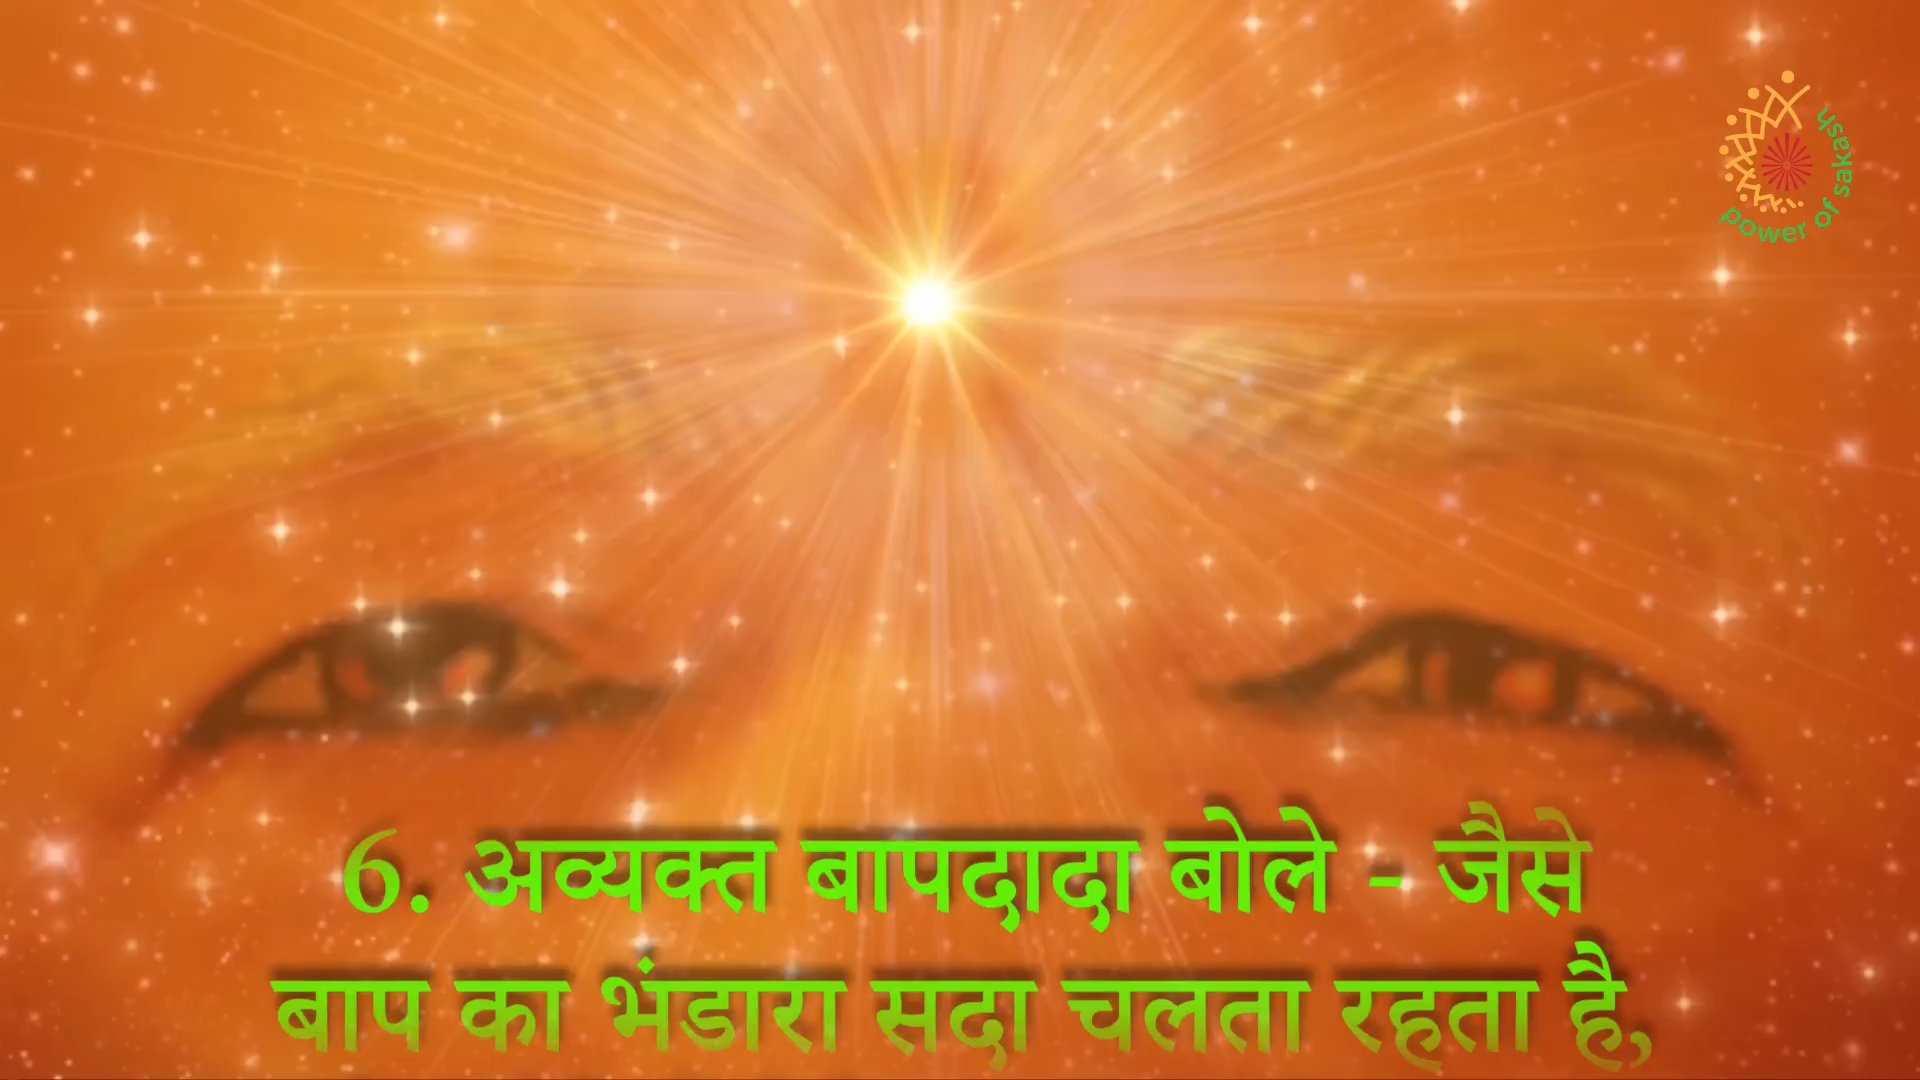 power of sakash
6. अव्यक्त बापदादा बोले - जैसे
बाप का भंडारा सदा चलता रहता है,